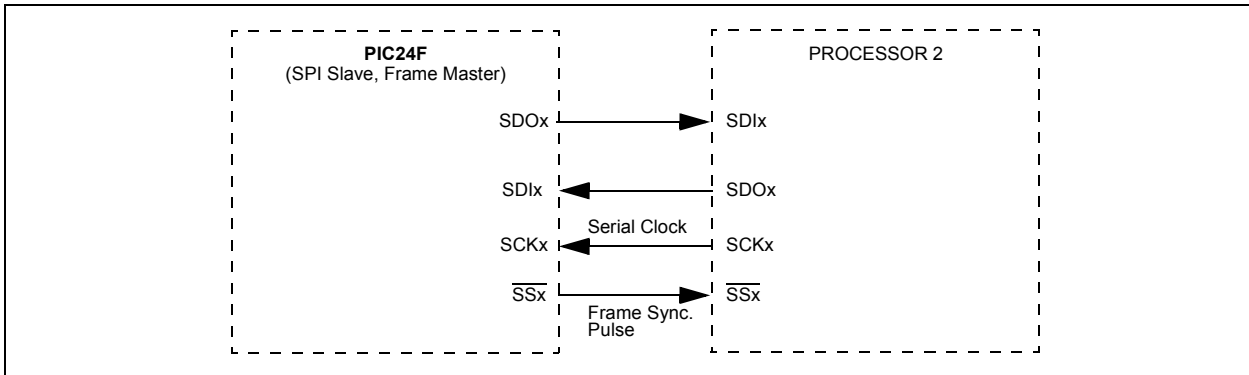 PIC24F
(SPI Slave, Frame Master)
PROCESSOR 2
SDOx
SDIx
SDIx
SDOx
Serial Clock
SCKx
SCKx
SSx
SSx
Frame Sync.
Pulse